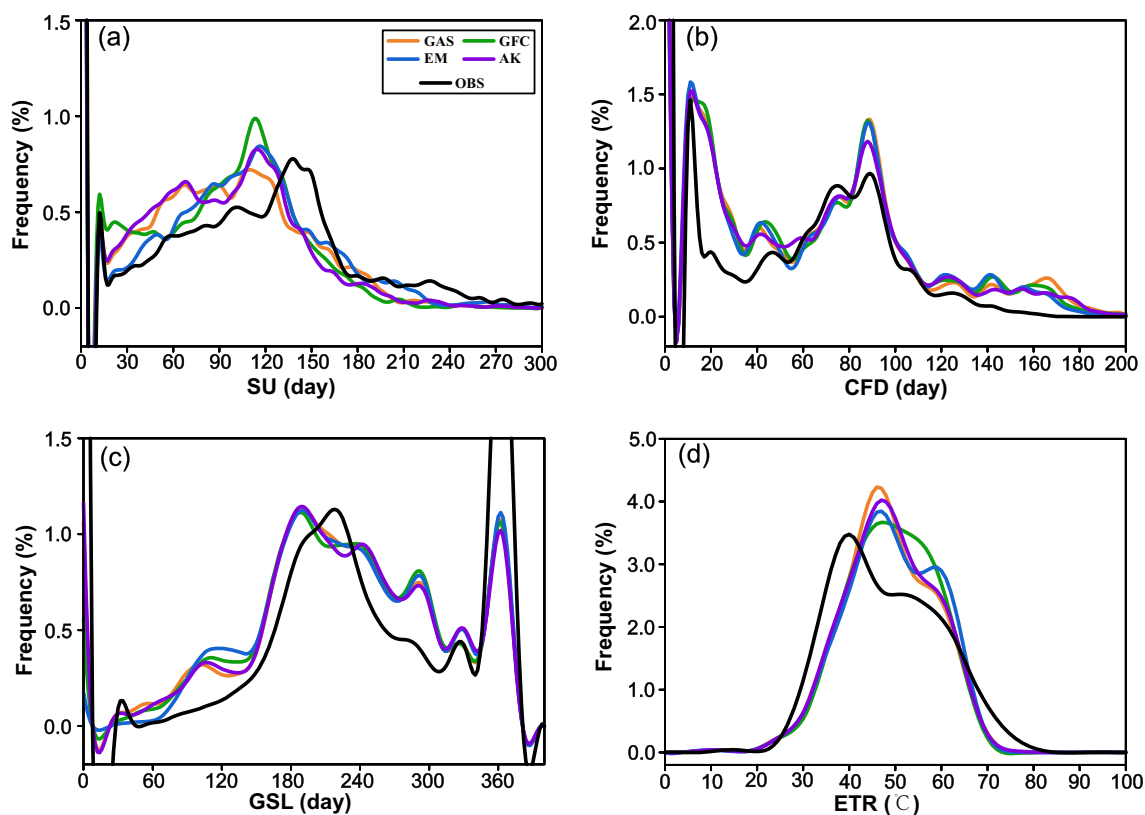 (a)
GAS GFC
EM AK
OBS
Frequency (%)
1.5
1.0
0.5
0.0
0 30 60 90 120 150 180 210 240 270 300
SU (day)
(b)
Frequency (%)
2.0
1.5
1.0
0.5
0.0
0 20 40 60 80 100 120 140 160 180 200
CFD (day)
(c)
Frequency (%)
1.5
1.0
0.5
0.0
0 60 120 180 240 300 360
GSL (day)
(d)
Frequency (%)
5.0
4.0
3.0
2.0
1.0
0.0
0 10 20 30 40 50 60 70 80 90 100
ETR (℃)